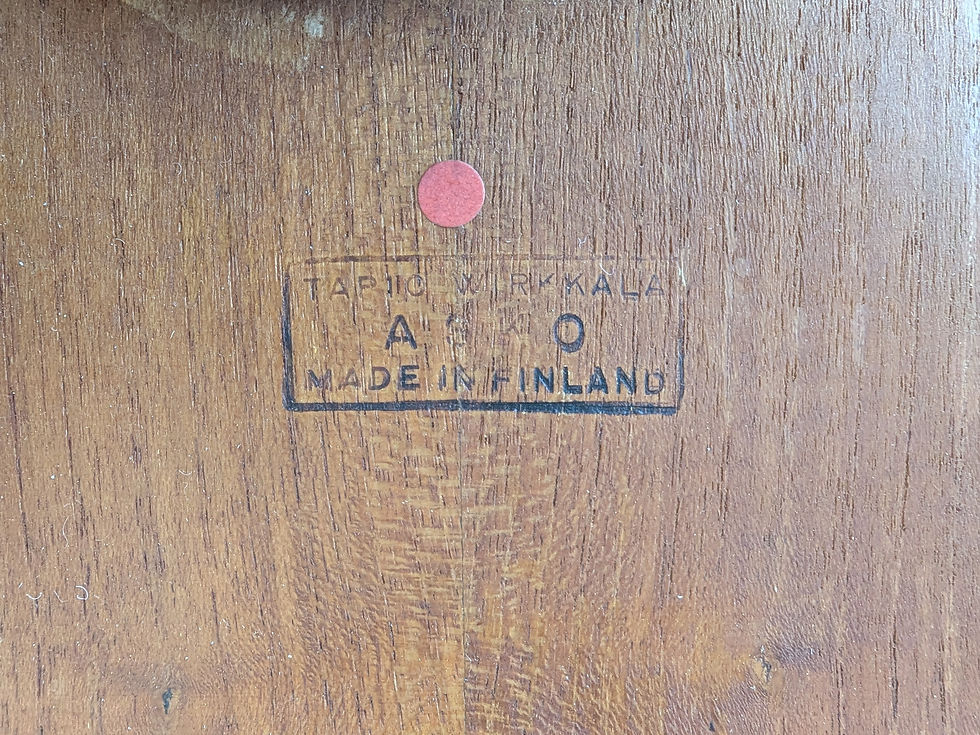 TAPIO WIRKKALA
ASKO
MADE IN FINLAND